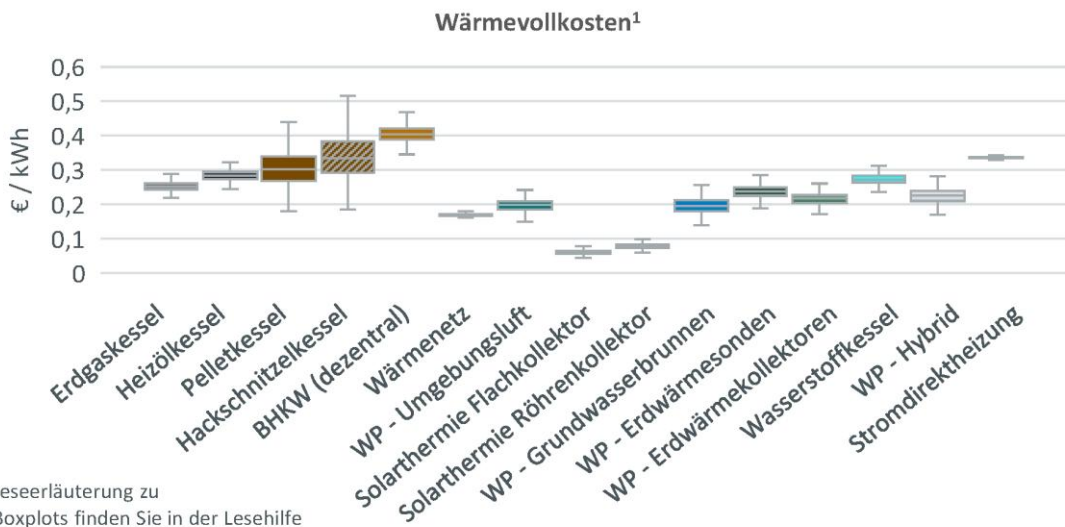 Wärmevollkosten¹
€ / kWh
0,6
0,5
0,4
0,3
0,2
0,1
0
Erdgaskessel
Heizölkessel
Pelletkessel
Hackschnitzelkessel
BHKW (dezentral)
Wärmenetz
WP - Umgebungsluft
Solarthermie Flachkollektor
Solarthermie Röhrenkollektor
WP - Grundwasserbrunnen
WP - Erdwärmesonden
WP - Erdwärmekollektoren
Wasserstoffkessel
WP - Hybrid
Stromdirektheizung
eseerläuterung zu
Boxplots finden Sie in der Lesehilfe